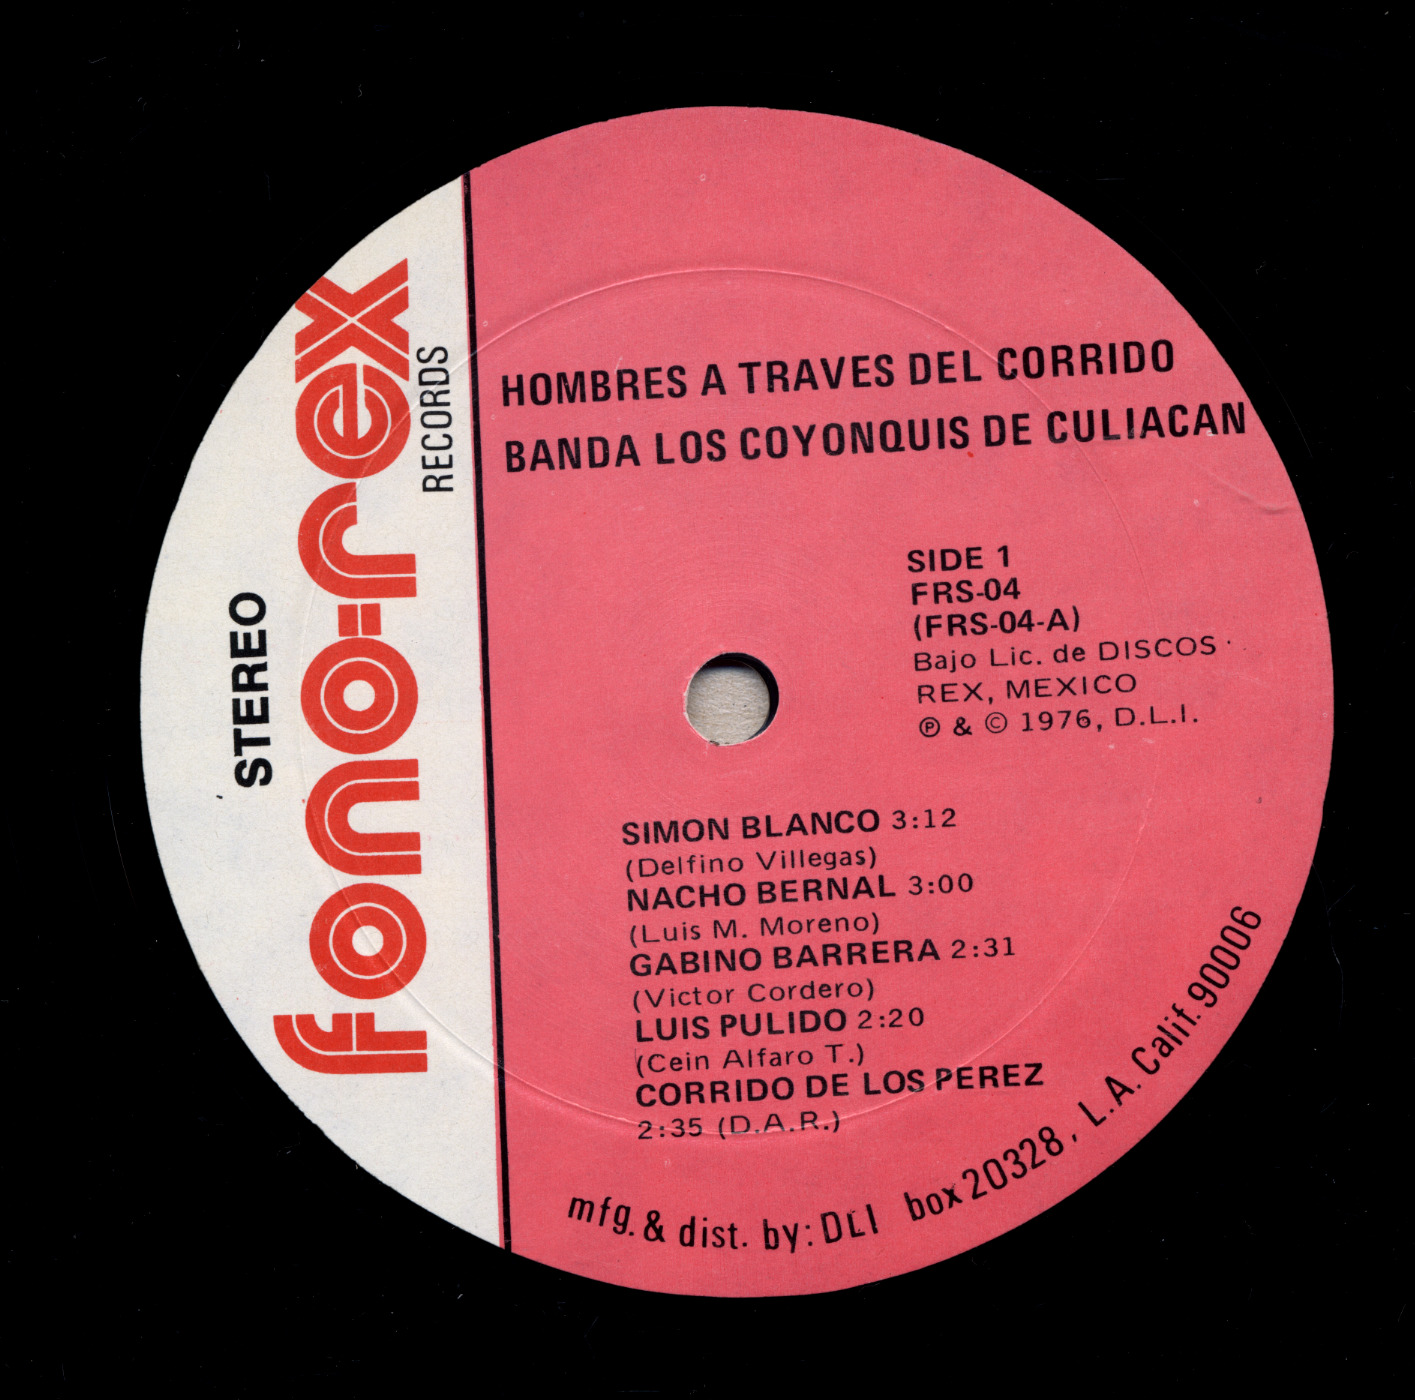 STEREO
fono-rex
RECORDS
HOMBRES A TRAVES DEL CORRIDO
BANDA LOS COYONQUIS DE CULIACAN
SIDE 1
FRS-04
(FRS-04-A)
Bajo Lic. de DISCOS
REX, MEXICO
℗ & © 1976, D.L.I.
SIMON BLANCO 3:12
(Delfino Villegas)
NACHO BERNAL 3:00
(Luis M. Moreno)
GABINO BARRERA 2:31
(Victor Cordero)
LUIS PULIDO 2:20
(Cein Alfaro T.)
CORRIDO DE LOS PEREZ
2:35 (D.A.R.)
mfg. & dist. by: DLI box 20328, L.A. Calif. 90006